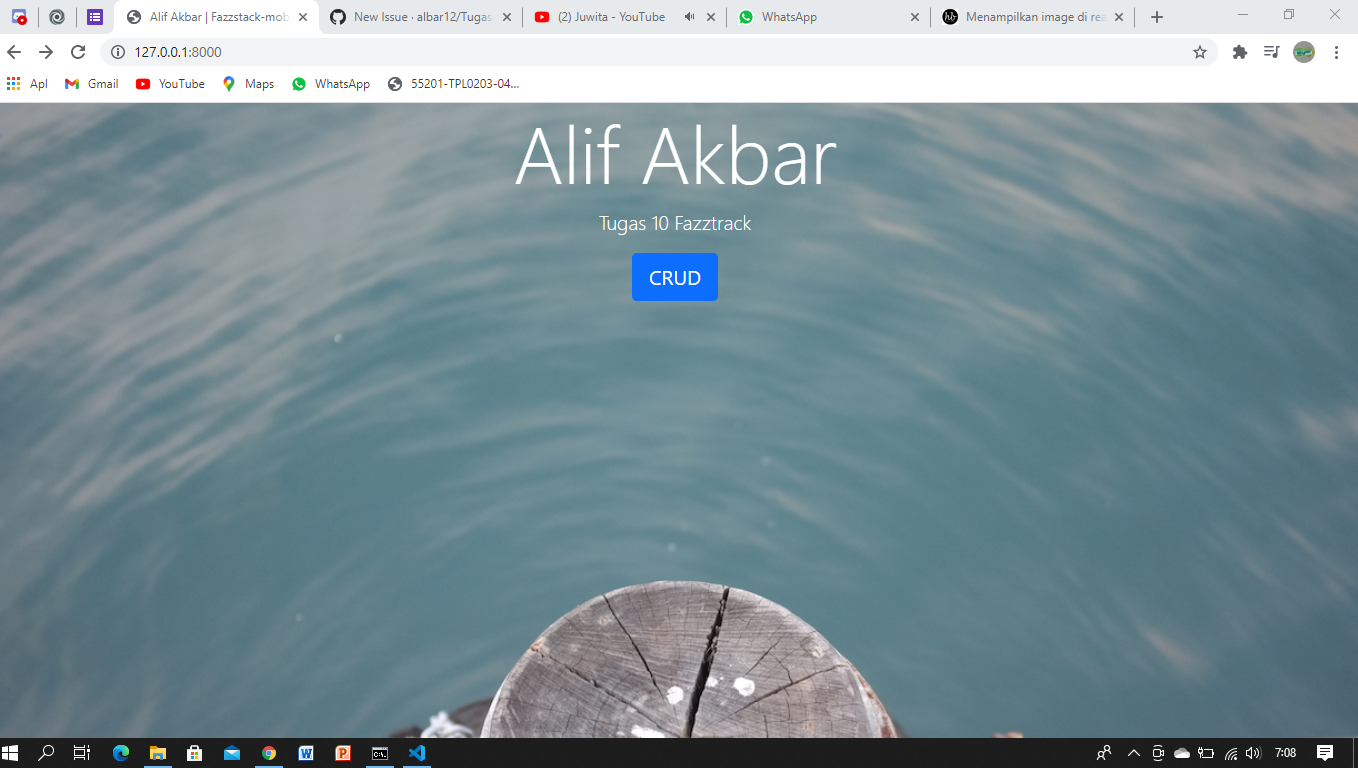 Alif Akbar | Fazzstack-mob
New Issue · albar12/Tugas
(2) Juwita - YouTube
WhatsApp
Menampilkan image di rea
127.0.0.1:8000
Apl
Gmail
YouTube
Maps
WhatsApp
55201-TPL0203-04...
Alif Akbar
Tugas 10 Fazztrack
CRUD
7:08